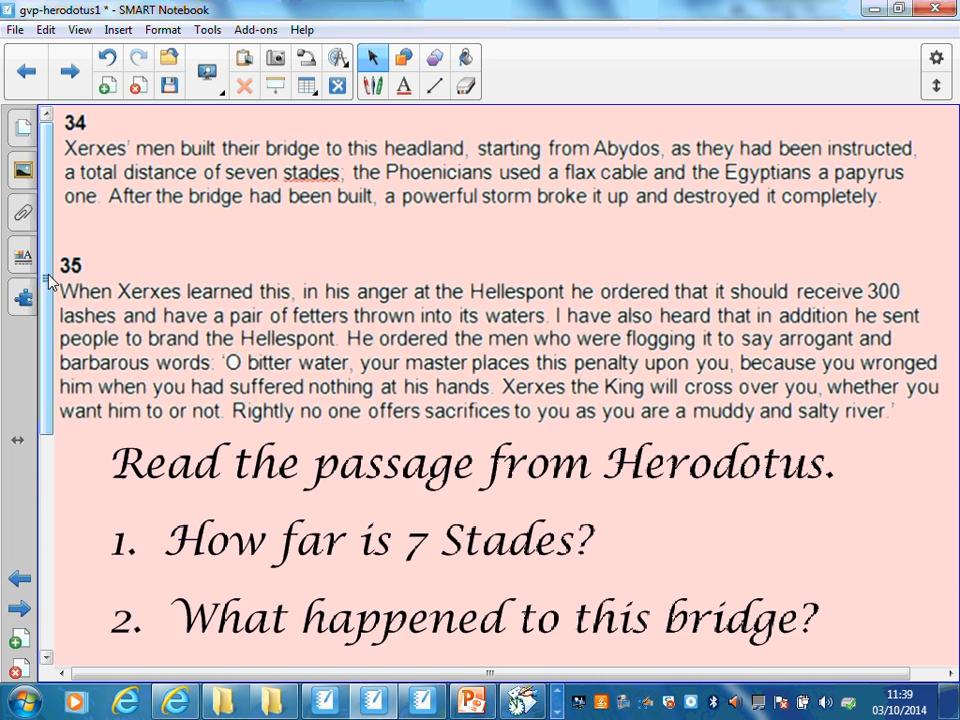 gvp-herodotus1 * - SMART Notebook
File Edit View Insert Format Tools Add-ons Help
34
Xerxes' men built their bridge to this headland, starting from Abydos, as they had been instructed,
a total distance of seven stades; the Phoenicians used a flax cable and the Egyptians a papyrus
one. After the bridge had been built, a powerful storm broke it up and destroyed it completely.
35
When Xerxes learned this, in his anger at the Hellespont he ordered that it should receive 300
lashes and have a pair of fetters thrown into its waters. I have also heard that in addition he sent
people to brand the Hellespont. He ordered the men who were flogging it to say arrogant and
barbarous words: 'O bitter water, your master places this penalty upon you, because you wronged
him when you had suffered nothing at his hands. Xerxes the King will cross over you, whether you
want him to or not. Rightly no one offers sacrifices to you as you are a muddy and salty river.'
Read the passage from Herodotus.
1. How far is 7 Stades?
2. What happened to this bridge?
11:39
03/10/2014